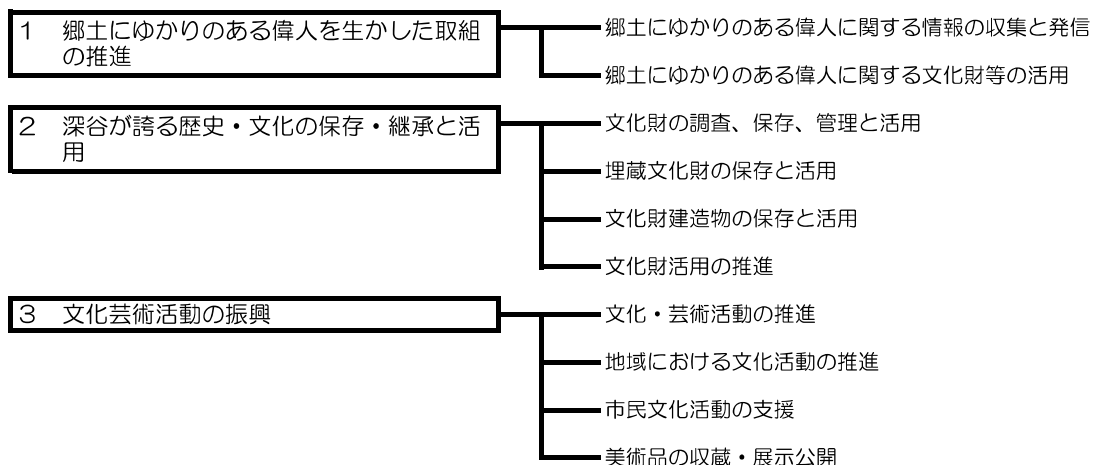 1 郷土にゆかりのある偉人を生かした取組
の推進
郷土にゆかりのある偉人に関する情報の収集と発信
郷土にゆかりのある偉人に関する文化財等の活用
2 深谷が誇る歴史・文化の保存・継承と活
用
文化財の調査、保存、管理と活用
埋蔵文化財の保存と活用
文化財建造物の保存と活用
文化財活用の推進
3 文化芸術活動の振興
文化・芸術活動の推進
地域における文化活動の推進
市民文化活動の支援
美術品の収蔵・展示公開